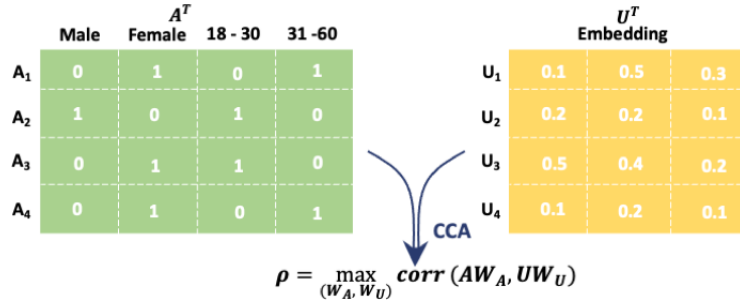 A^T U^T
Male Female 18 - 30 31 -60 Embedding
A₁ 0 1 0 1 U₁ 0.1 0.5 0.3
A₂ 1 0 1 0 U₂ 0.2 0.2 0.1
A₃ 0 1 1 0 U₃ 0.5 0.4 0.2
A₄ 0 1 0 1 U₄ 0.1 0.2 0.1
CCA
ρ = max corr (AW_A, UW_U)
(W_A, W_U)